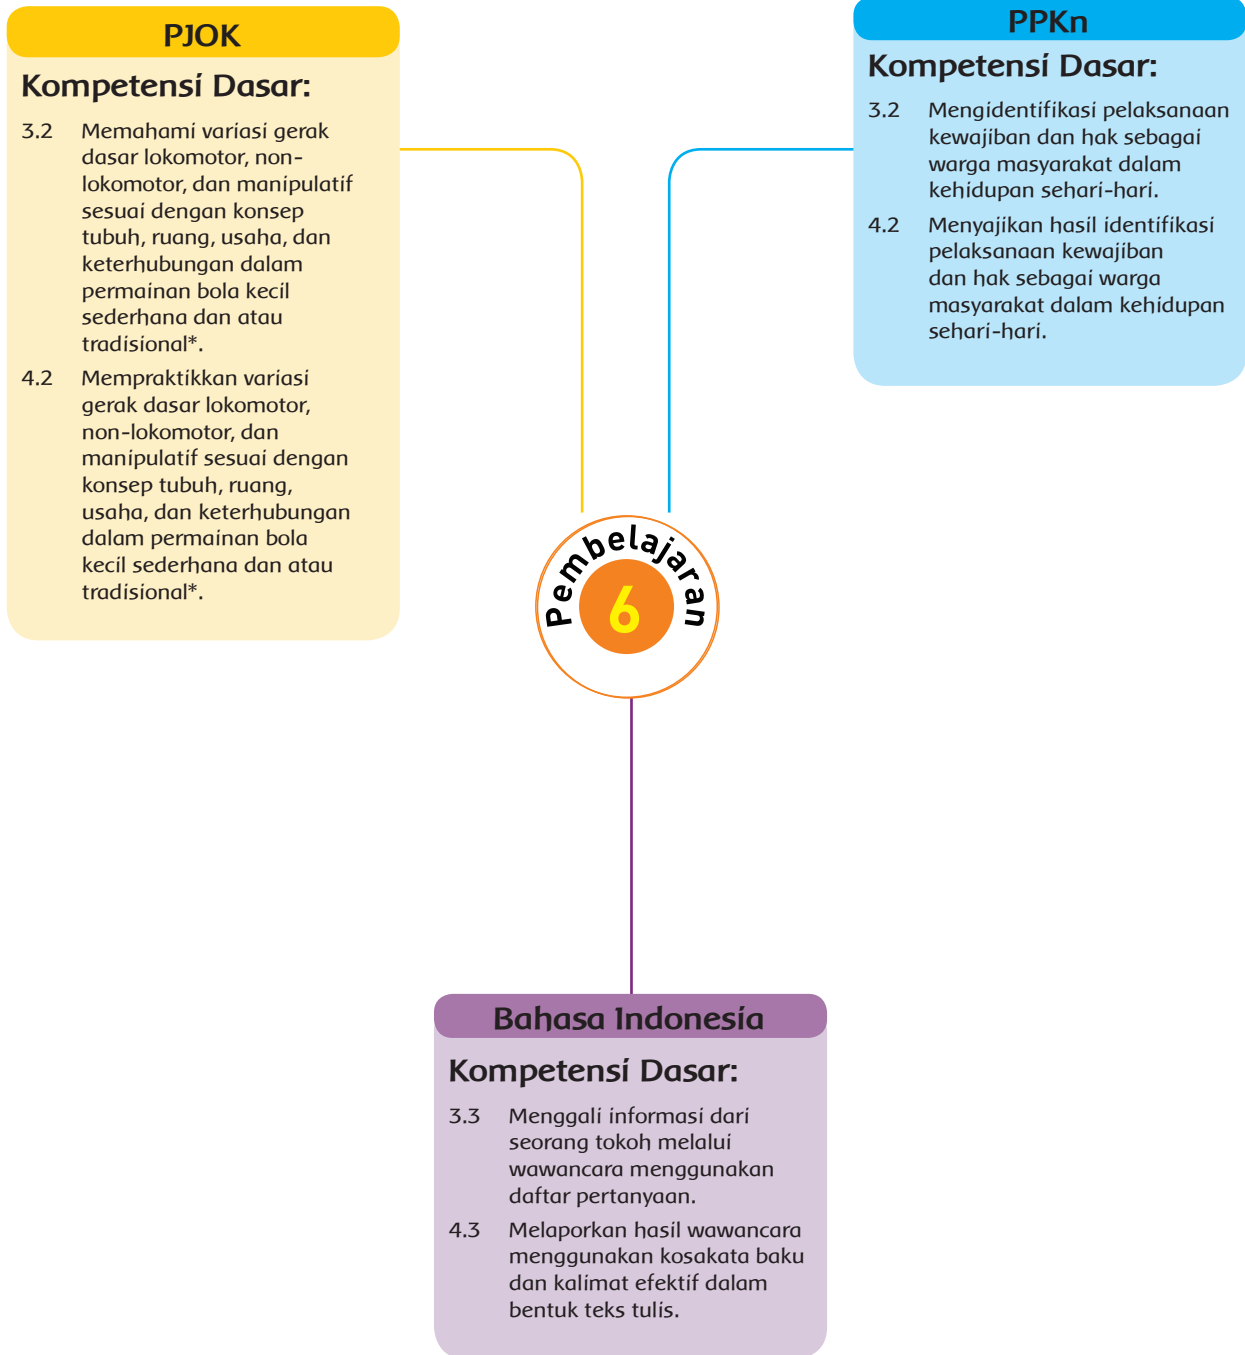 PJOK
Kompetensi Dasar:
3.2 Memahami variasi gerak
dasar lokomotor, non-
lokomotor, dan manipulatif
sesuai dengan konsep
tubuh, ruang, usaha, dan
keterhubungan dalam
permainan bola kecil
sederhana dan atau
tradisional*.
4.2 Mempraktikkan variasi
gerak dasar lokomotor,
non-lokomotor, dan
manipulatif sesuai dengan
konsep tubuh, ruang,
usaha, dan keterhubungan
dalam permainan bola
kecil sederhana dan atau
tradisional*.
PPKn
Kompetensi Dasar:
3.2 Mengidentifikasi pelaksanaan
kewajiban dan hak sebagai
warga masyarakat dalam
kehidupan sehari-hari.
4.2 Menyajikan hasil identifikasi
pelaksanaan kewajiban
dan hak sebagai warga
masyarakat dalam kehidupan
sehari-hari.
Pembelajaran
6
Bahasa Indonesia
Kompetensi Dasar:
3.3 Menggali informasi dari
seorang tokoh melalui
wawancara menggunakan
daftar pertanyaan.
4.3 Melaporkan hasil wawancara
menggunakan kosakata baku
dan kalimat efektif dalam
bentuk teks tulis.